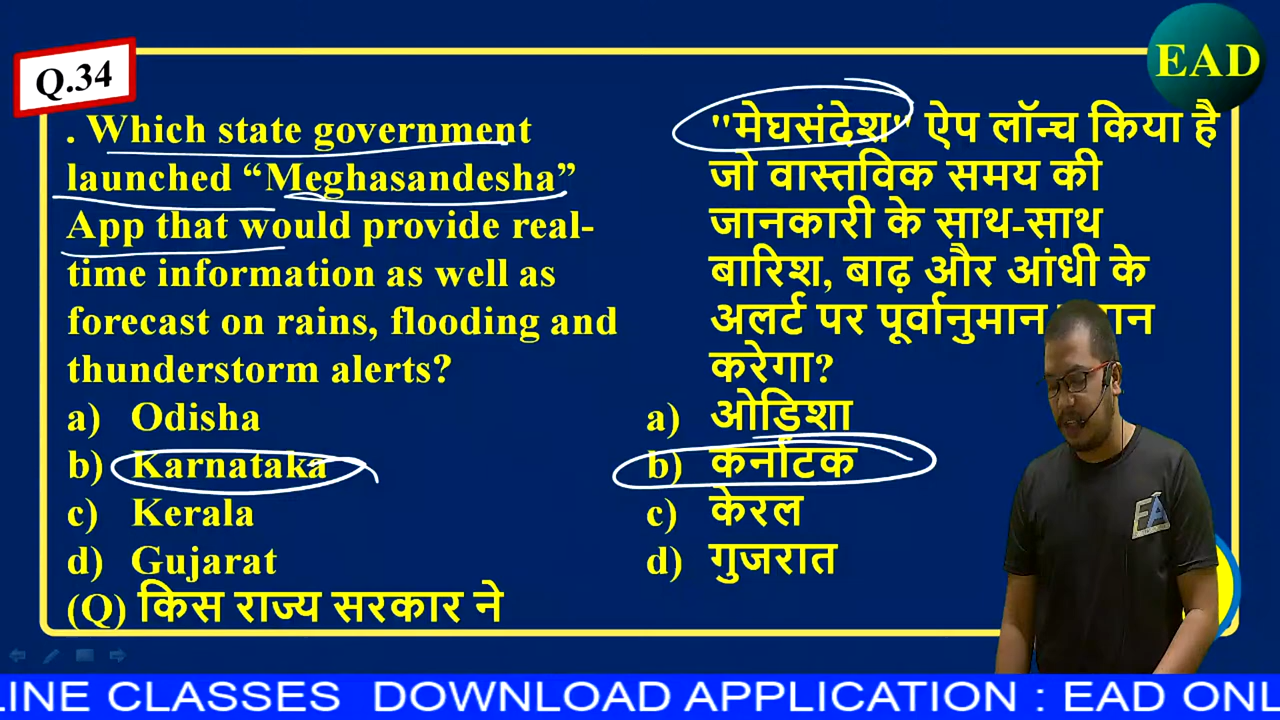 Q.34
EAD
. Which state government
launched “Meghasandesha”
App that would provide real-
time information as well as
forecast on rains, flooding and
thunderstorm alerts?
a) Odisha
b) Karnataka
c) Kerala
d) Gujarat
(Q) किस राज्य सरकार ने
"मेघसंदेश" ऐप लॉन्च किया है
जो वास्तविक समय की
जानकारी के साथ-साथ
बारिश, बाढ़ और आंधी के
अलर्ट पर पूर्वानुमान
करेगा?
a) ओडिशा
b) कर्नाटक
c) केरल
d) गुजरात
EA
LINE CLASSES DOWNLOAD APPLICATION : EAD ONL